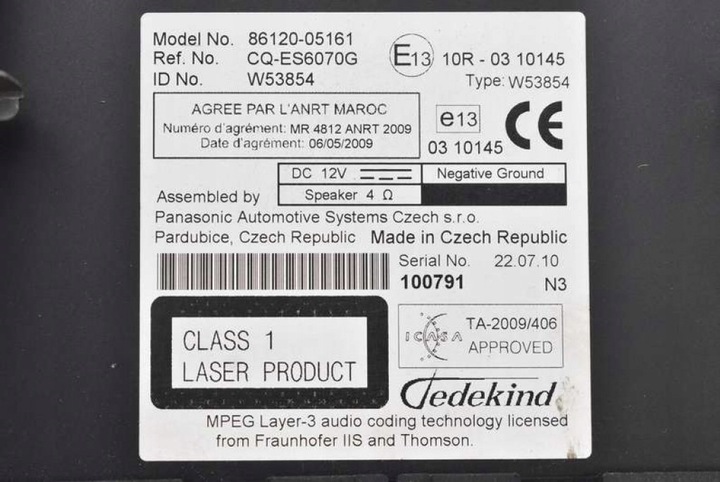 Model No. 86120-05161
Ref. No. CQ-ES6070G
ID No. W53854
E13 10R - 03 10145
Type: W53854
AGREE PAR L'ANRT MAROC
Numéro d'agrément: MR 4812 ANRT 2009
Date d'agrément: 06/05/2009
e13
03 10145
CE
DC 12V Negative Ground
Speaker 4 Ω
Assembled by
Panasonic Automotive Systems Czech s.r.o.
Pardubice, Czech Republic Made in Czech Republic
Serial No. 22.07.10
100791 N3
CLASS 1
LASER PRODUCT
ICASA
TA-2009/406
APPROVED
Tedekind
MPEG Layer-3 audio coding technology licensed
from Fraunhofer IIS and Thomson.